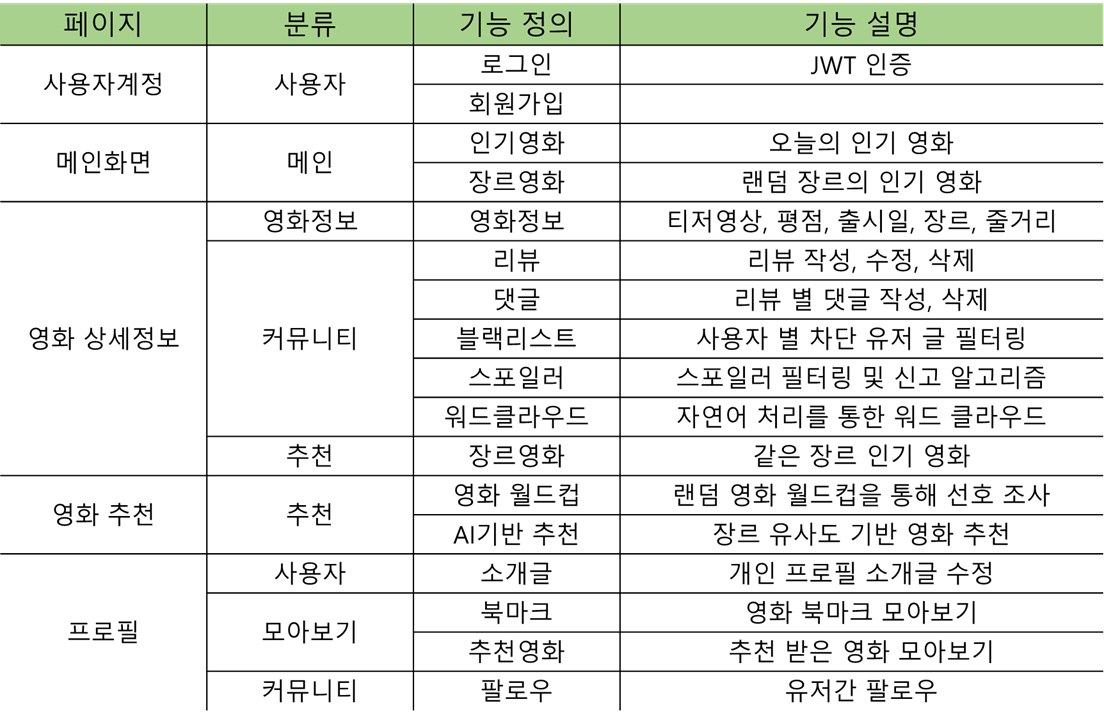 페이지 분류 기능 정의 기능 설명
사용자계정 사용자 로그인 JWT 인증
회원가입
메인화면 메인 인기영화 오늘의 인기 영화
장르영화 랜덤 장르의 인기 영화
영화 상세정보 영화정보 영화정보 티저영상, 평점, 출시일, 장르, 줄거리
커뮤니티 리뷰 리뷰 작성, 수정, 삭제
댓글 리뷰 별 댓글 작성, 삭제
블랙리스트 사용자 별 차단 유저 글 필터링
스포일러 스포일러 필터링 및 신고 알고리즘
워드클라우드 자연어 처리를 통한 워드 클라우드
추천 장르영화 같은 장르 인기 영화
영화 추천 추천 영화 월드컵 랜덤 영화 월드컵을 통해 선호 조사
AI기반 추천 장르 유사도 기반 영화 추천
프로필 사용자 소개글 개인 프로필 소개글 수정
모아보기 북마크 영화 북마크 모아보기
추천영화 추천 받은 영화 모아보기
커뮤니티 팔로우 유저간 팔로우